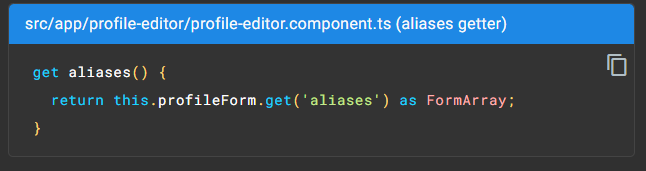 src/app/profile-editor/profile-editor.component.ts (aliases getter)
get aliases() {
  return this.profileForm.get('aliases') as FormArray;
}